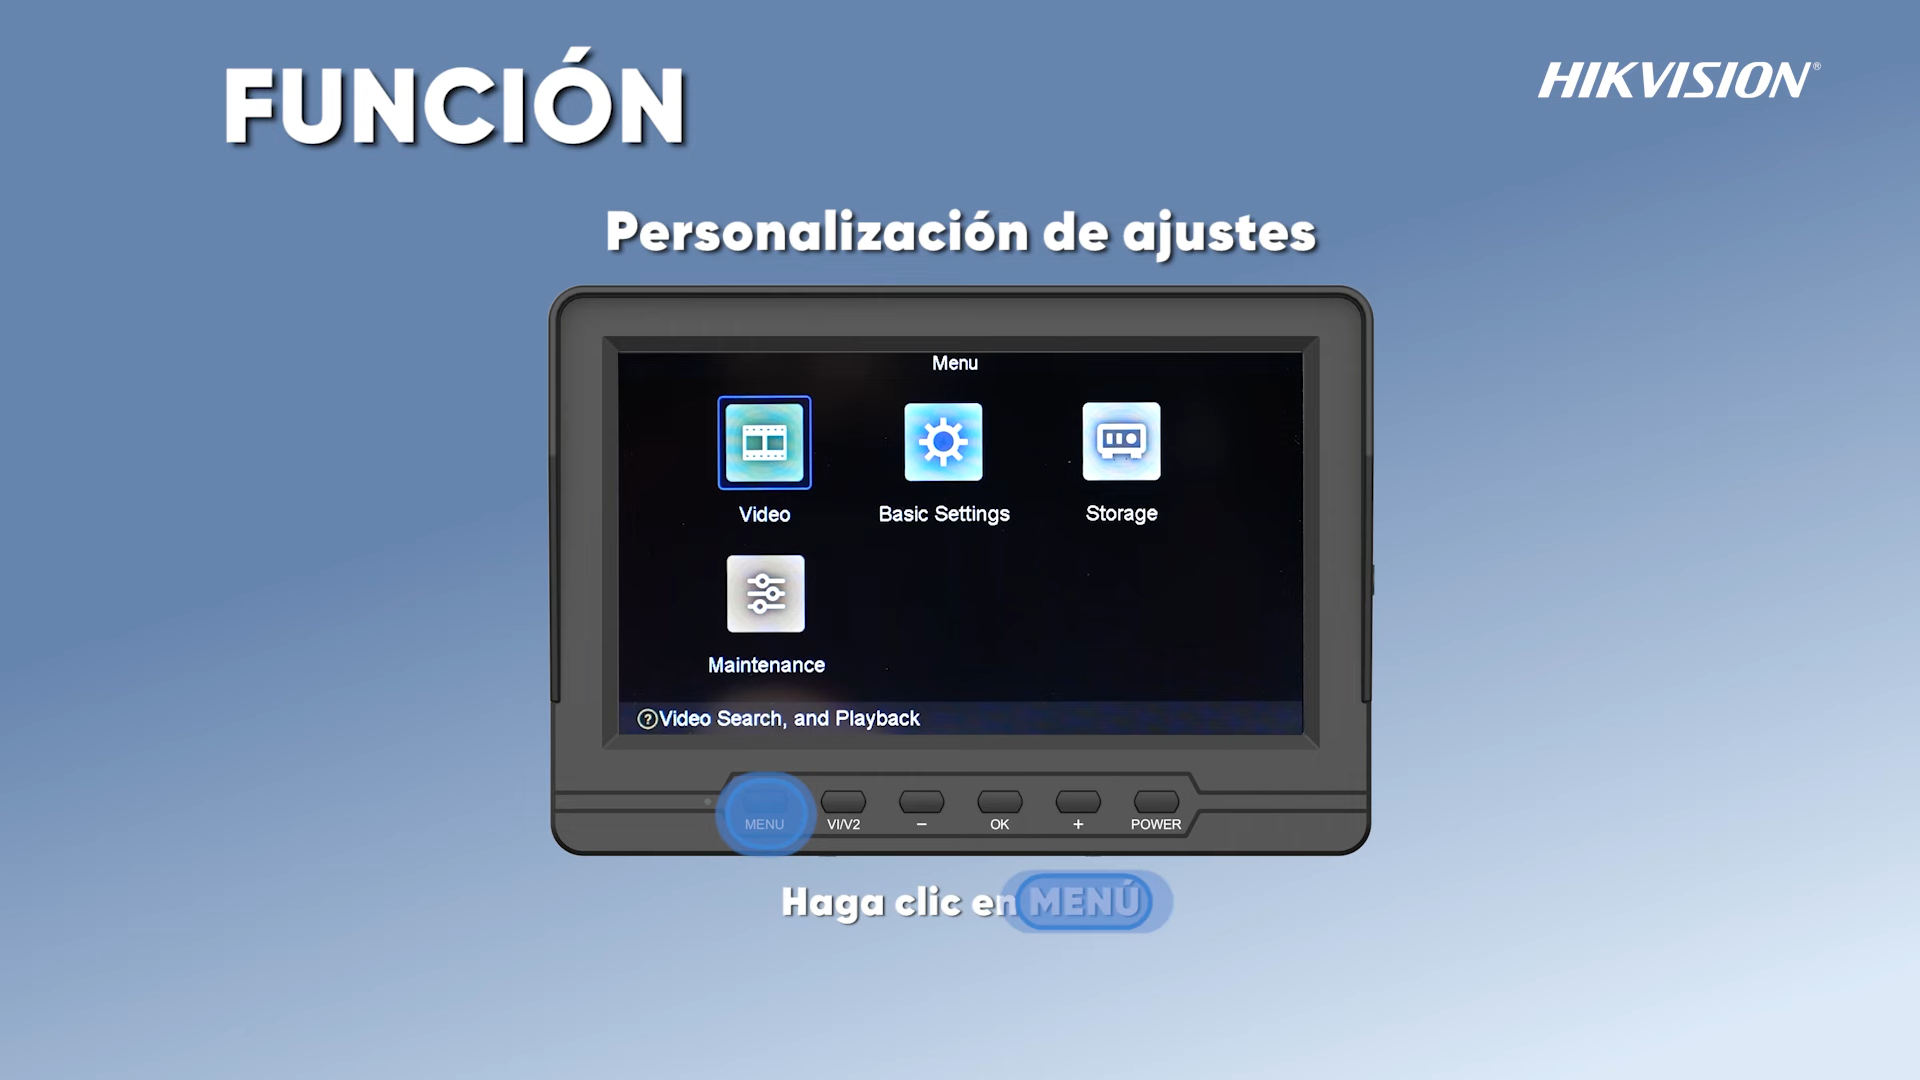 FUNCIÓN
HIKVISION®
Personalización de ajustes
Menu
Video
Basic Settings
Storage
Maintenance
?Video Search, and Playback
MENU
V1/V2
−
OK
+
POWER
Haga clic en MENÚ